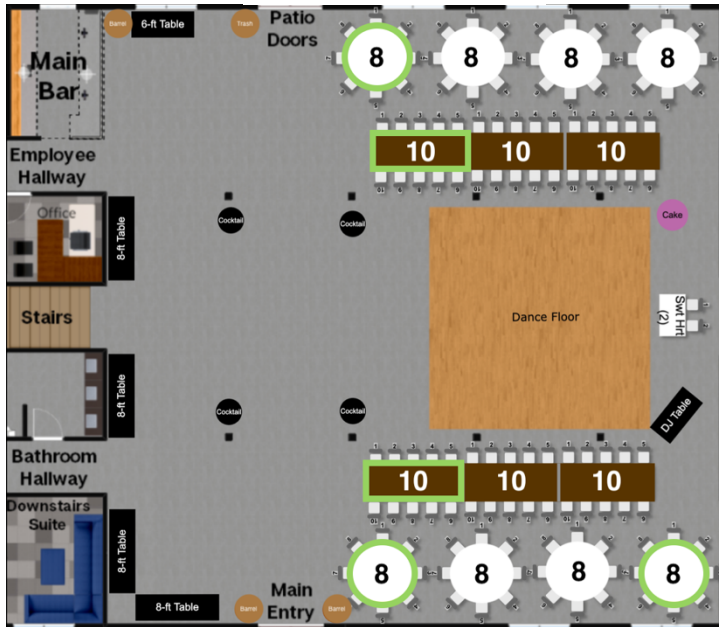 Barrel
6-ft Table
Trash
Patio
Doors
8
8
8
8
Main
Bar
10
10
10
Employee
Hallway
Office
8-ft Table
Cocktail
Cocktail
Cake
Stairs
Dance Floor
Swt Hrt
(2)
8-ft Table
Cocktail
Cocktail
DJ Table
Bathroom
Hallway
10
10
10
Downstairs
Suite
8-ft Table
8
8
8
8
8-ft Table
Barrel
Main
Entry
Barrel